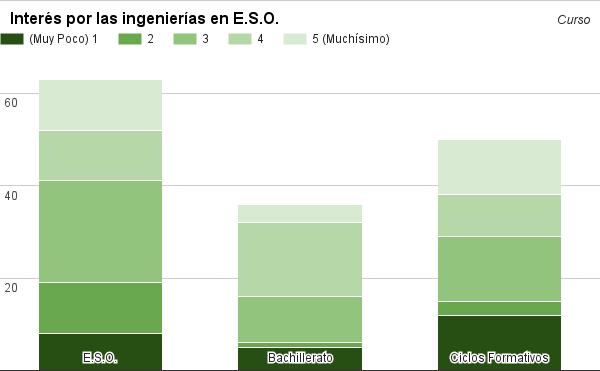 Interés por las ingenierías en E.S.O.
Curso
(Muy Poco) 1 2 3 4 5 (Muchísimo)
60
40
20
E.S.O. Bachillerato Ciclos Formativos